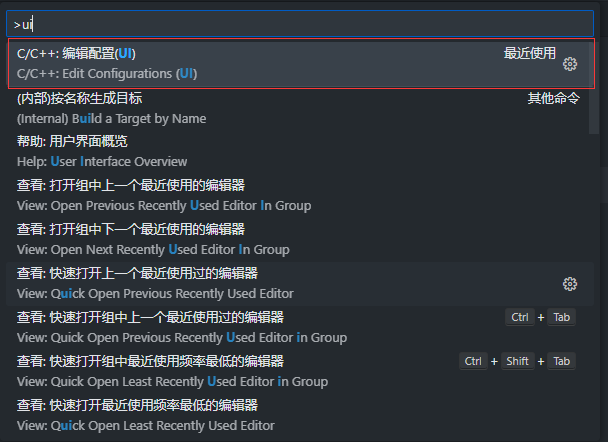 >ui
C/C++: 编辑配置(UI) 最近使用
C/C++: Edit Configurations (UI)
(内部)按名称生成目标 其他命令
(Internal) Build a Target by Name
帮助: 用户界面概览
Help: User Interface Overview
查看: 打开组中上一个最近使用的编辑器
View: Open Previous Recently Used Editor In Group
查看: 打开组中下一个最近使用的编辑器
View: Open Next Recently Used Editor In Group
查看: 快速打开上一个最近使用过的编辑器
View: Quick Open Previous Recently Used Editor
查看: 快速打开组中上一个最近使用过的编辑器 Ctrl + Tab
View: Quick Open Previous Recently Used Editor in Group
查看: 快速打开组中最近使用频率最低的编辑器 Ctrl + Shift + Tab
View: Quick Open Least Recently Used Editor in Group
查看: 快速打开最近使用频率最低的编辑器
View: Quick Open Least Recently Used Editor